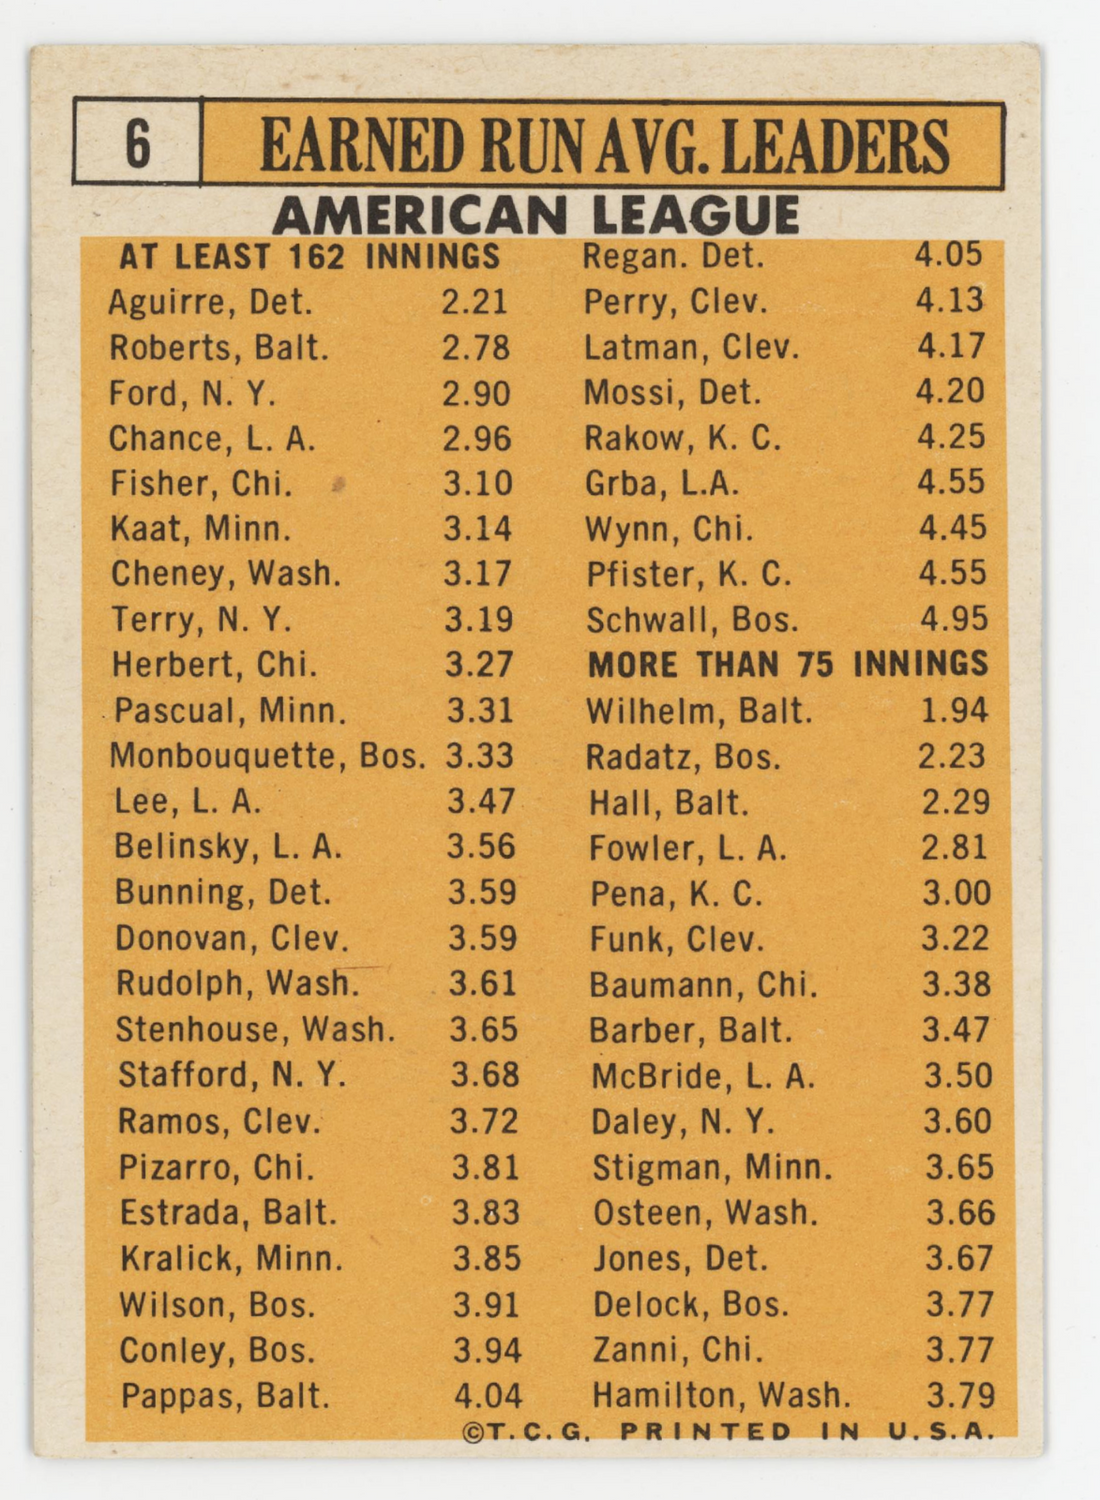 6 EARNED RUN AVG. LEADERS
AMERICAN LEAGUE
AT LEAST 162 INNINGS
Aguirre, Det. 2.21
Roberts, Balt. 2.78
Ford, N. Y. 2.90
Chance, L. A. 2.96
Fisher, Chi. 3.10
Kaat, Minn. 3.14
Cheney, Wash. 3.17
Terry, N. Y. 3.19
Herbert, Chi. 3.27
Pascual, Minn. 3.31
Monbouquette, Bos. 3.33
Lee, L. A. 3.47
Belinsky, L. A. 3.56
Bunning, Det. 3.59
Donovan, Clev. 3.59
Rudolph, Wash. 3.61
Stenhouse, Wash. 3.65
Stafford, N. Y. 3.68
Ramos, Clev. 3.72
Pizarro, Chi. 3.81
Estrada, Balt. 3.83
Kralick, Minn. 3.85
Wilson, Bos. 3.91
Conley, Bos. 3.94
Pappas, Balt. 4.04
Regan. Det. 4.05
Perry, Clev. 4.13
Latman, Clev. 4.17
Mossi, Det. 4.20
Rakow, K. C. 4.25
Grba, L.A. 4.55
Wynn, Chi. 4.45
Pfister, K. C. 4.55
Schwall, Bos. 4.95
MORE THAN 75 INNINGS
Wilhelm, Balt. 1.94
Radatz, Bos. 2.23
Hall, Balt. 2.29
Fowler, L. A. 2.81
Pena, K. C. 3.00
Funk, Clev. 3.22
Baumann, Chi. 3.38
Barber, Balt. 3.47
McBride, L. A. 3.50
Daley, N. Y. 3.60
Stigman, Minn. 3.65
Osteen, Wash. 3.66
Jones, Det. 3.67
Delock, Bos. 3.77
Zanni, Chi. 3.77
Hamilton, Wash. 3.79
©T.C.G. PRINTED IN U.S.A.